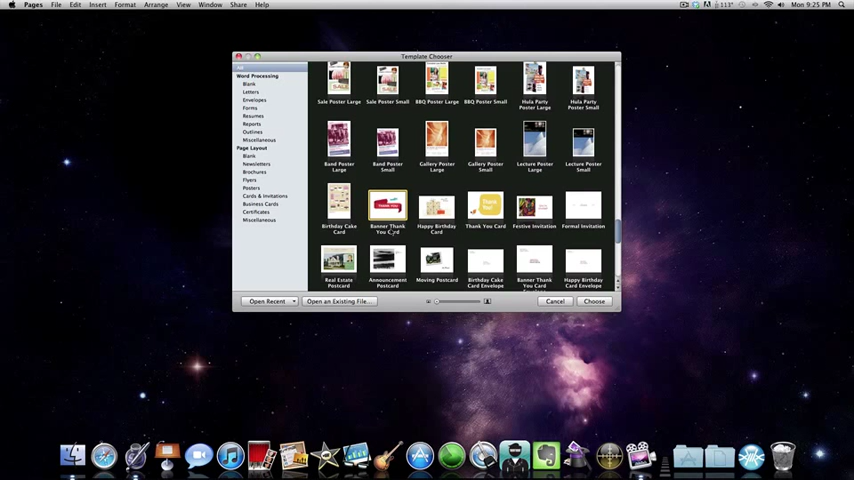 Pages File Edit Insert Format Arrange View Window Share Help
113° Mon 9:25 PM
Template Chooser
All
Word Processing
Blank
Letters
Envelopes
Forms
Resumes
Reports
Outlines
Miscellaneous
Page Layout
Blank
Newsletters
Brochures
Flyers
Posters
Cards & Invitations
Business Cards
Certificates
Miscellaneous
Sale Poster Large Sale Poster Small BBQ Poster Large BBQ Poster Small Hula Party Poster Large Hula Party Poster Small
Band Poster Large Band Poster Small Gallery Poster Large Gallery Poster Small Lecture Poster Large Lecture Poster Small
THANK YOU
Thank You!
Birthday Cake Card Banner Thank You Card Happy Birthday Card Thank You Card Festive Invitation Formal Invitation
Real Estate Postcard Announcement Postcard Moving Postcard Birthday Cake Card Envelope Banner Thank You Card Happy Birthday Card Envelope
Open Recent Open an Existing File... Cancel Choose